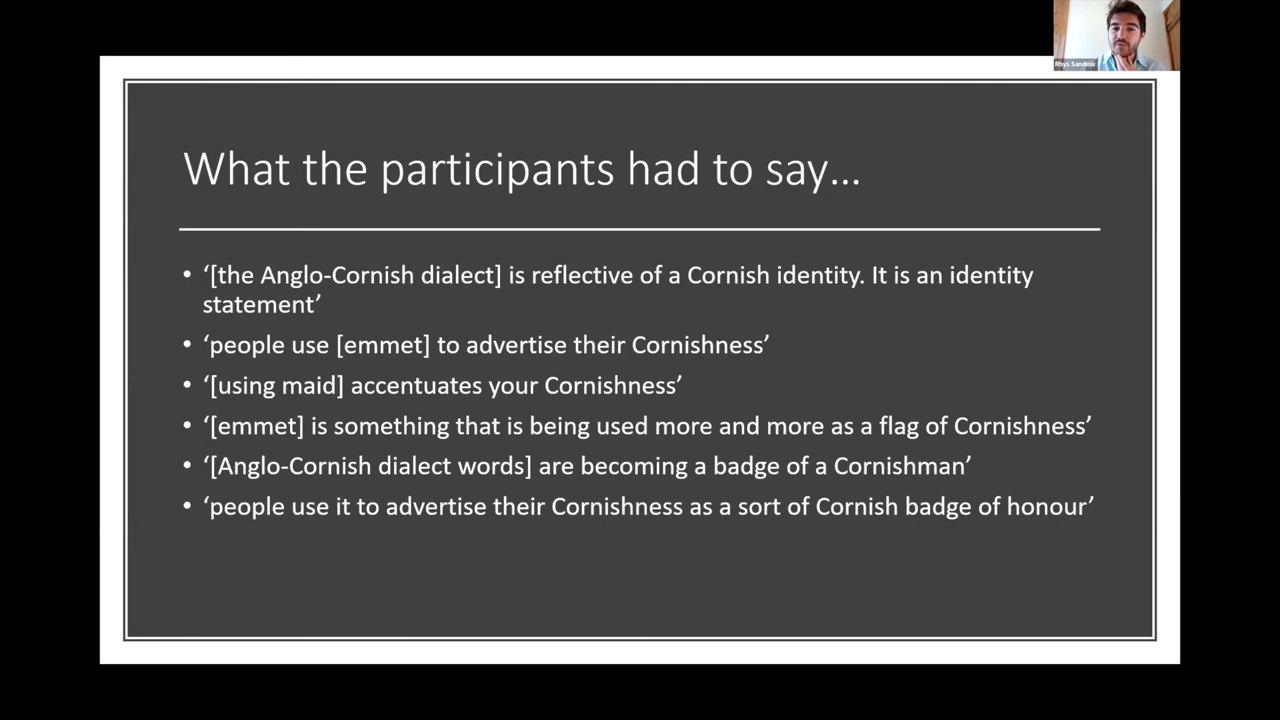 Rhys Sandow
What the participants had to say...
• ‘[the Anglo-Cornish dialect] is reflective of a Cornish identity. It is an identity
statement’
• ‘people use [emmet] to advertise their Cornishness’
• ‘[using maid] accentuates your Cornishness’
• ‘[emmet] is something that is being used more and more as a flag of Cornishness’
• ‘[Anglo-Cornish dialect words] are becoming a badge of a Cornishman’
• ‘people use it to advertise their Cornishness as a sort of Cornish badge of honour’